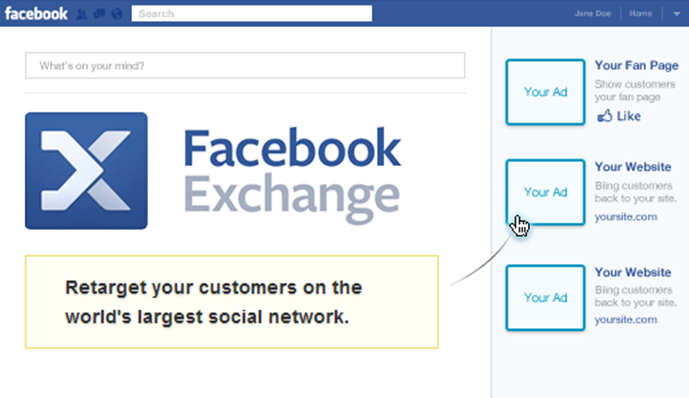 facebook
Search
Jane Doe
Home
What's on your mind?
Facebook
Exchange
Retarget your customers on the
world's largest social network.
Your Ad
Your Fan Page
Show customers
your fan page
Like
Your Ad
Your Website
Biing customers
back to your site.
yoursite.com
Your Ad
Your Website
Biing customers
back to your site.
yoursite.com